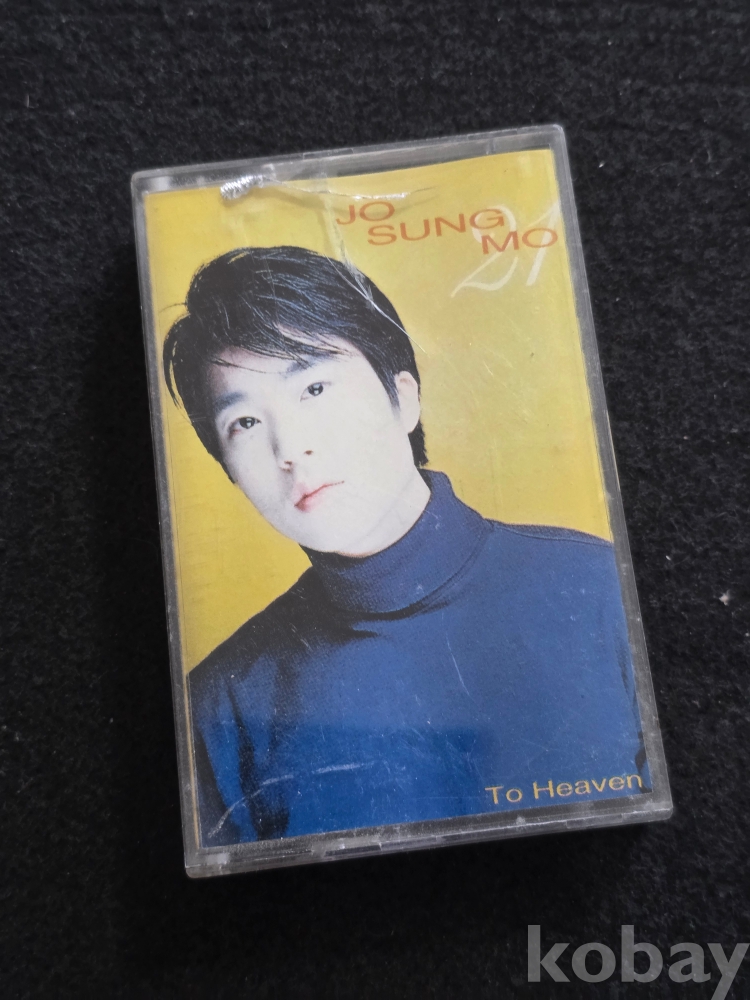 JO
SUNG
MO
21
To Heaven
kobay